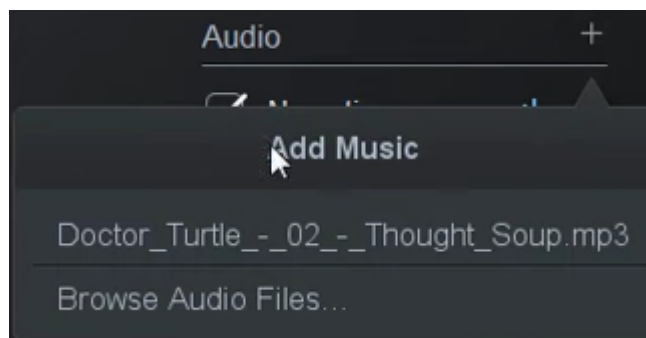 Audio +
Add Music
Doctor_Turtle_-_02_-_Thought_Soup.mp3
Browse Audio Files...